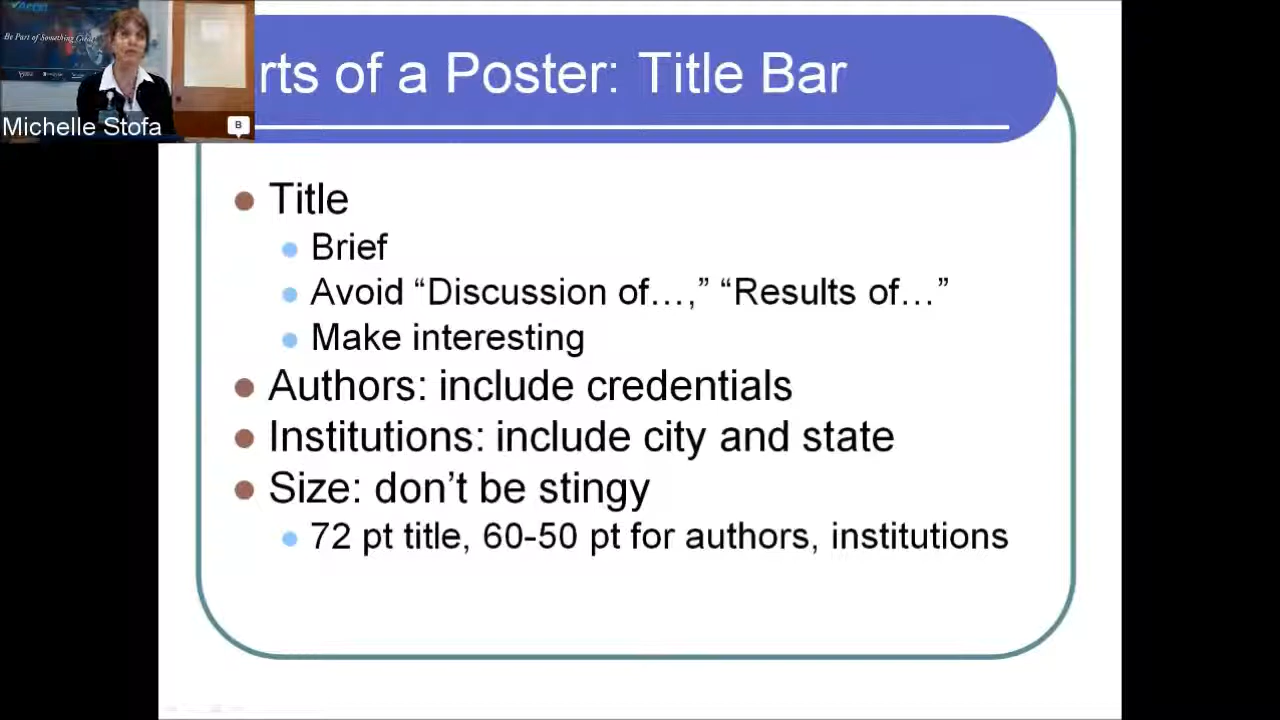 Be Part of Something Great
Michelle Stofa
B
rts of a Poster: Title Bar
Title
Brief
Avoid “Discussion of…,” “Results of…”
Make interesting
Authors: include credentials
Institutions: include city and state
Size: don’t be stingy
72 pt title, 60-50 pt for authors, institutions